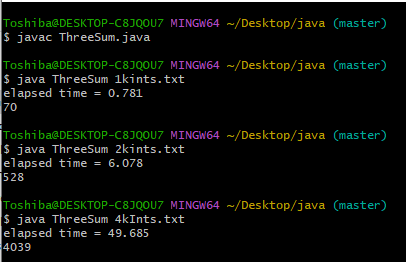 Toshiba@DESKTOP-C8JQOU7 MINGW64 ~/Desktop/java (master)
$ javac ThreeSum.java
Toshiba@DESKTOP-C8JQOU7 MINGW64 ~/Desktop/java (master)
$ java ThreeSum 1kints.txt
elapsed time = 0.781
70
Toshiba@DESKTOP-C8JQOU7 MINGW64 ~/Desktop/java (master)
$ java ThreeSum 2kints.txt
elapsed time = 6.078
528
Toshiba@DESKTOP-C8JQOU7 MINGW64 ~/Desktop/java (master)
$ java ThreeSum 4kInts.txt
elapsed time = 49.685
4039